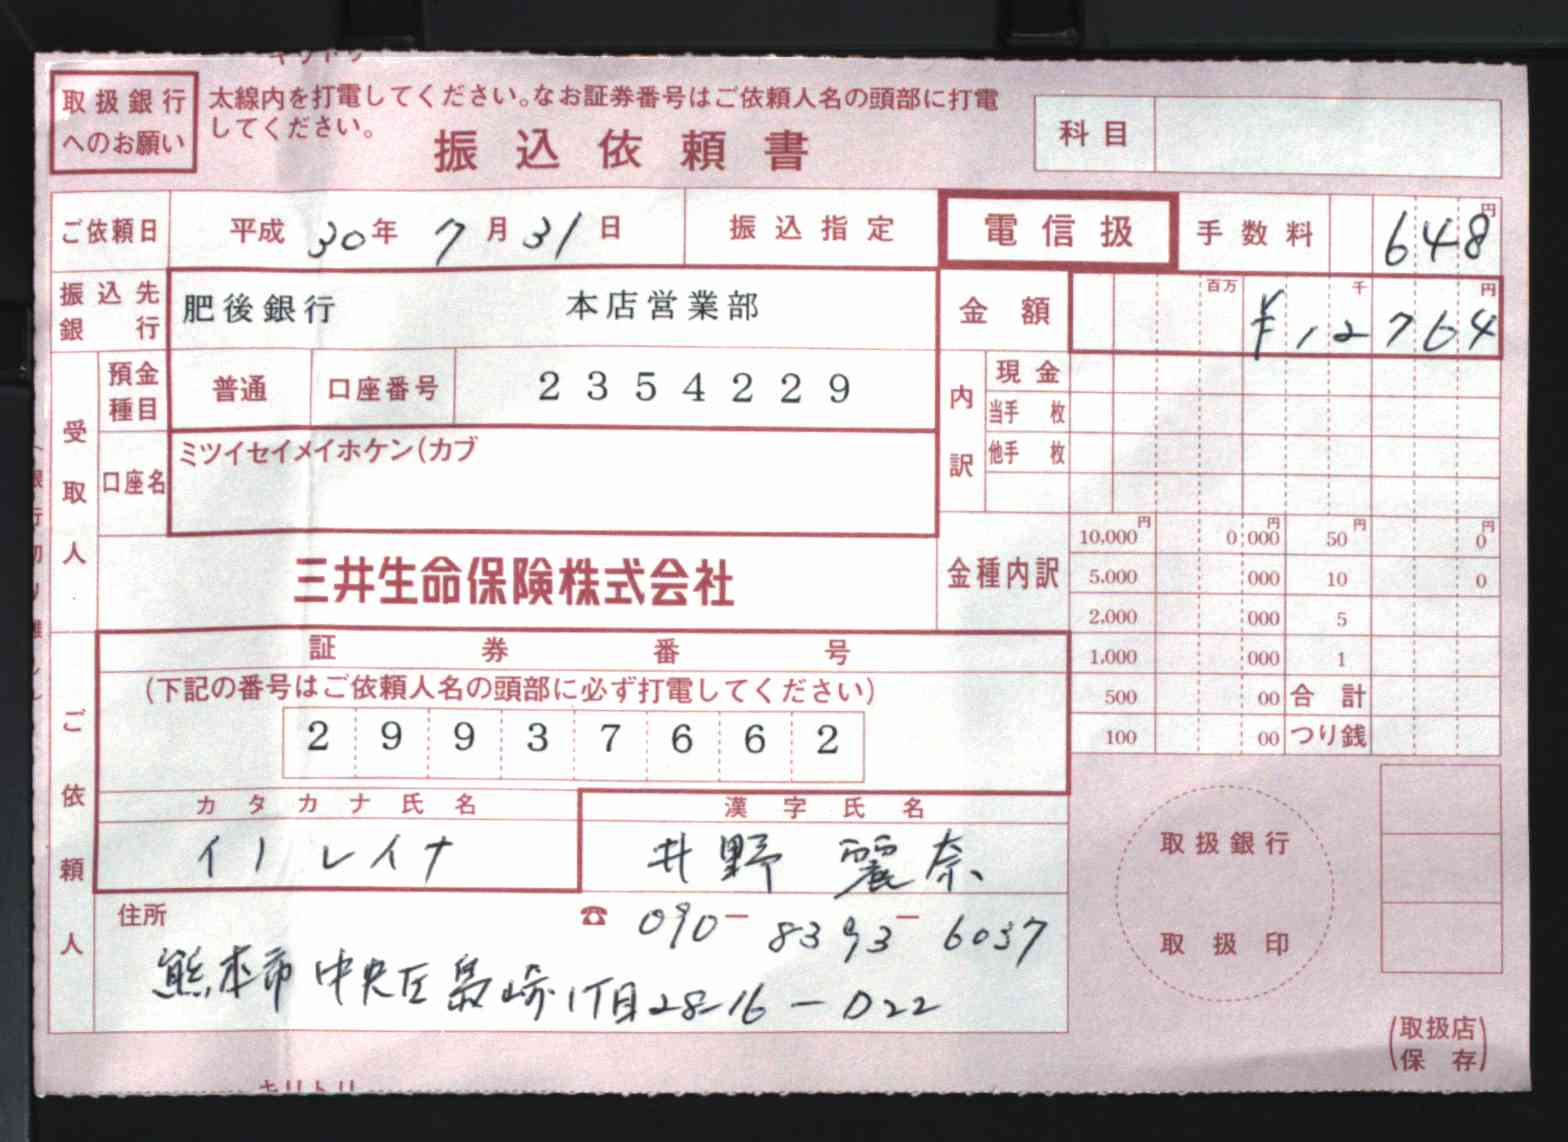 キリトリ
取扱銀行
へのお願い
太線内を打電してください。なお証券番号はご依頼人名の頭部に打電
してください。
振込依頼書
科目
ご依頼日 平成 30年 7月31日 振込指定 電信扱 手数料 648円
振込先
銀行
肥後銀行 本店営業部
金額 百万 千 円
¥12764
受取人
預金
種目
普通 口座番号 2354229
口座名
ミツイセイメイホケン(カブ
三井生命保険株式会社
内訳
現金
当手 枚
他手 枚
金種内訳
10,000円 0,000円 50円 0円
5,000 000 10 0
2,000 000 5
1,000 000 1
500 00 合計
100 00 つり銭
ご依頼人
証券番号
(下記の番号はご依頼人名の頭部に必ず打電してください)
29937662
カタカナ氏名 漢字氏名
イノ レイナ 井野 麗奈
住所 ☎ 090-8393-6037
熊本市中央区島崎1丁目28-16-D22
取扱銀行
取扱印
(取扱店
保存)
キリトリ